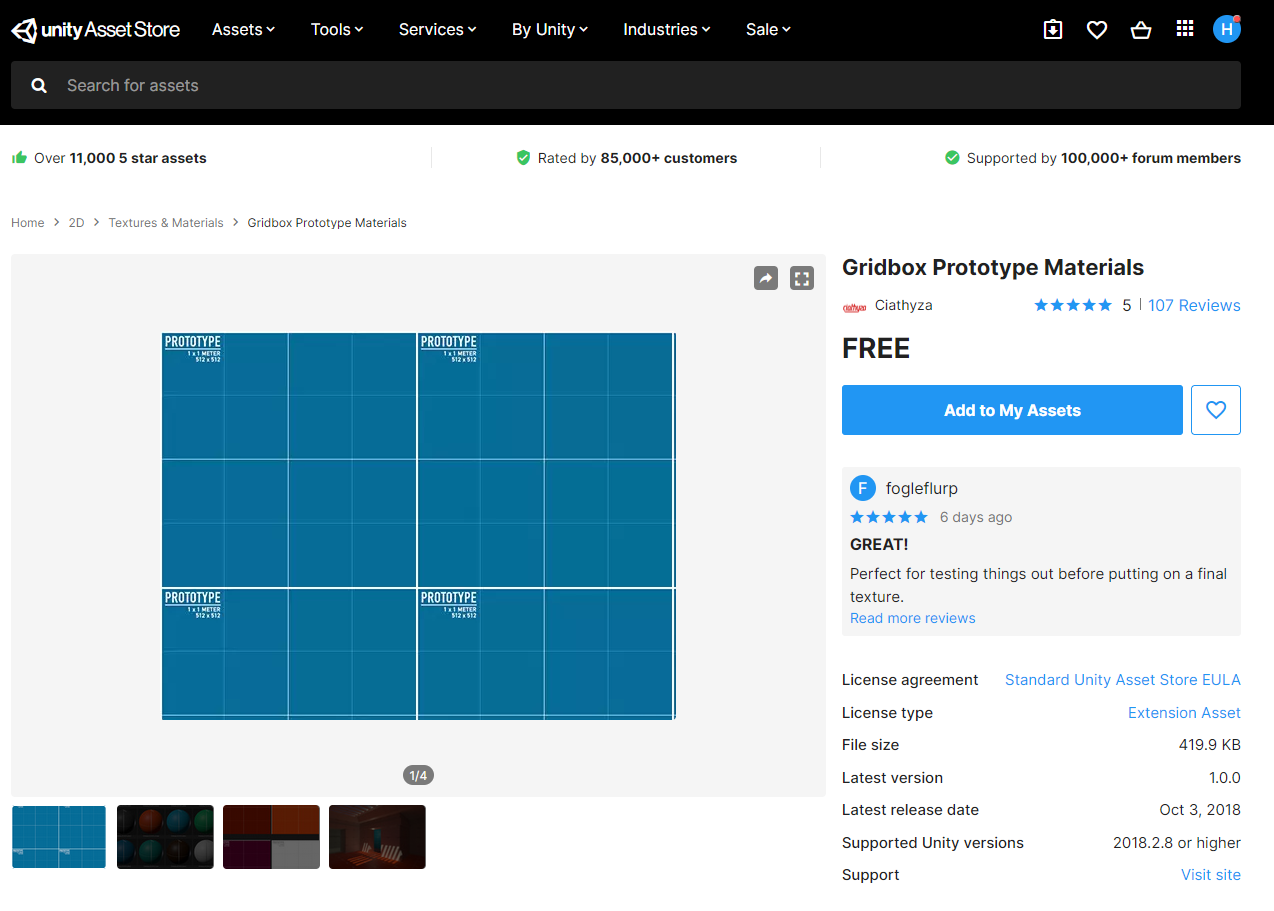 unity Asset Store
Assets
Tools
Services
By Unity
Industries
Sale
H
Search for assets
Over 11,000 5 star assets
Rated by 85,000+ customers
Supported by 100,000+ forum members
Home > 2D > Textures & Materials > Gridbox Prototype Materials
PROTOTYPE
1 x 1 METER
512 x 512
PROTOTYPE
1 x 1 METER
512 x 512
PROTOTYPE
1 x 1 METER
512 x 512
PROTOTYPE
1 x 1 METER
512 x 512
1/4
Gridbox Prototype Materials
ciathyza
Ciathyza
5 | 107 Reviews
FREE
Add to My Assets
F
fogleflurp
6 days ago
GREAT!
Perfect for testing things out before putting on a final
texture.
Read more reviews
License agreement Standard Unity Asset Store EULA
License type Extension Asset
File size 419.9 KB
Latest version 1.0.0
Latest release date Oct 3, 2018
Supported Unity versions 2018.2.8 or higher
Support Visit site